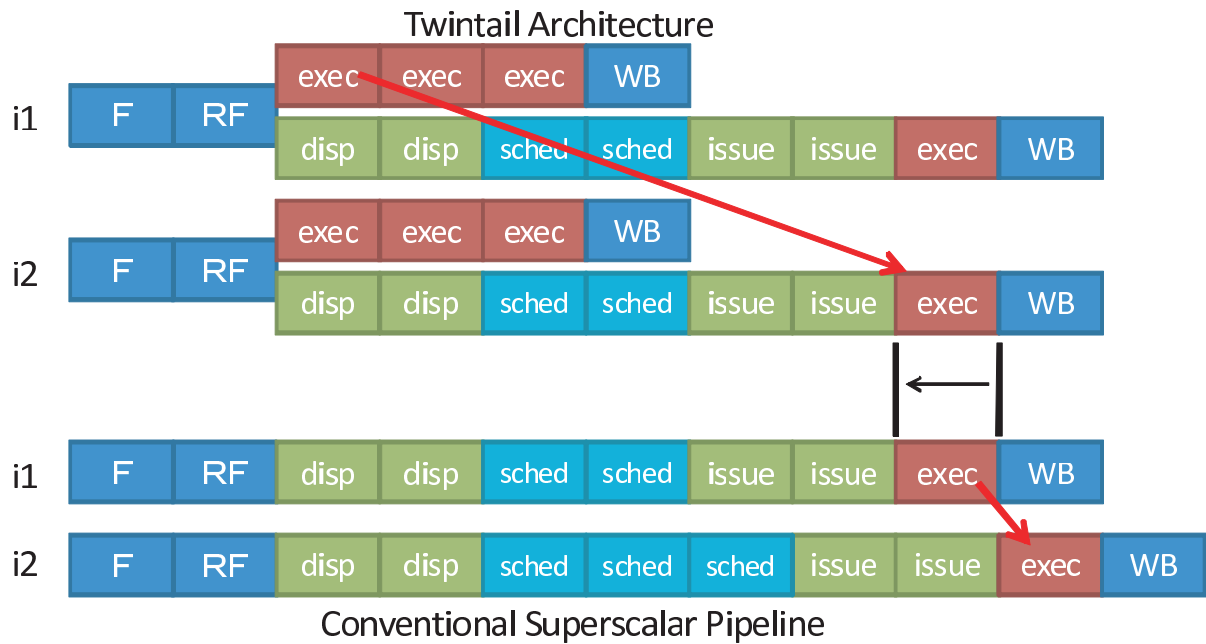 Twintail Architecture
exec exec exec WB
i1 F RF
disp disp sched sched issue issue exec WB
exec exec exec WB
i2 F RF
disp disp sched sched issue issue exec WB
i1 F RF disp disp sched sched issue issue exec WB
i2 F RF disp disp sched sched sched issue issue exec WB
Conventional Superscalar Pipeline